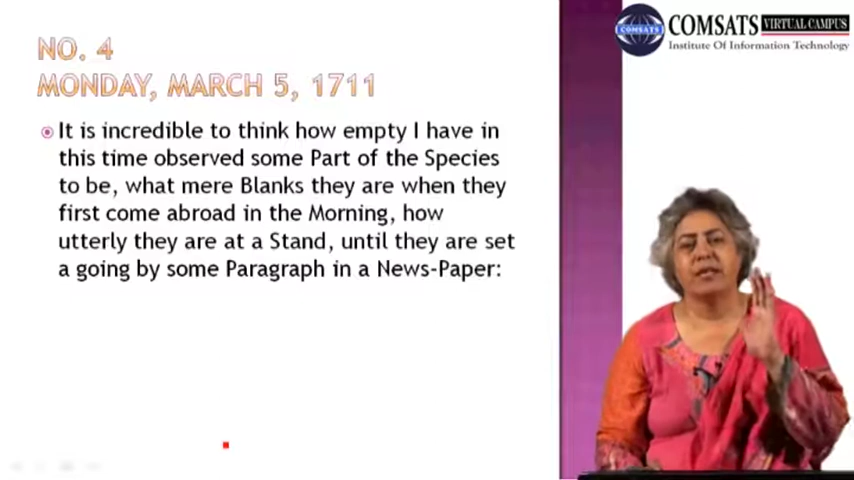 NO. 4
MONDAY, MARCH 5, 1711
It is incredible to think how empty I have in
this time observed some Part of the Species
to be, what mere Blanks they are when they
first come abroad in the Morning, how
utterly they are at a Stand, until they are set
a going by some Paragraph in a News-Paper:
COMSATS
COMSATS VIRTUAL CAMPUS
Institute Of Information Technology